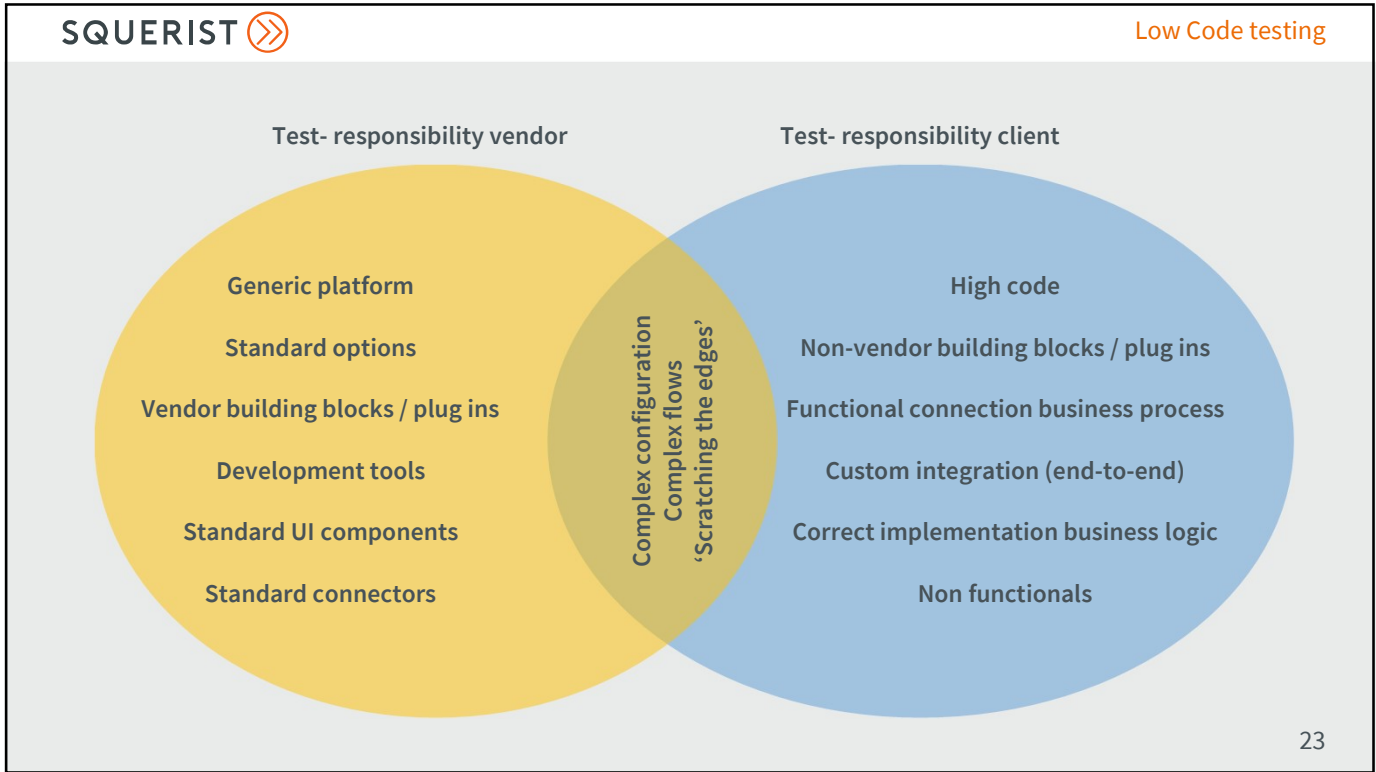 SQUERIST
Low Code testing
Test- responsibility vendor
Test- responsibility client
Generic platform
Standard options
Vendor building blocks / plug ins
Development tools
Standard UI components
Standard connectors
Complex configuration
Complex flows
‘Scratching the edges’
High code
Non-vendor building blocks / plug ins
Functional connection business process
Custom integration (end-to-end)
Correct implementation business logic
Non functionals
23